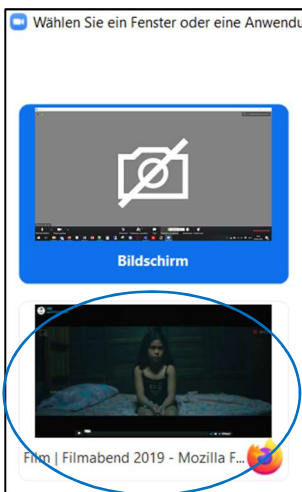 Wählen Sie ein Fenster oder eine Anwendu
Bildschirm
Film | Filmabend 2019 - Mozilla F...